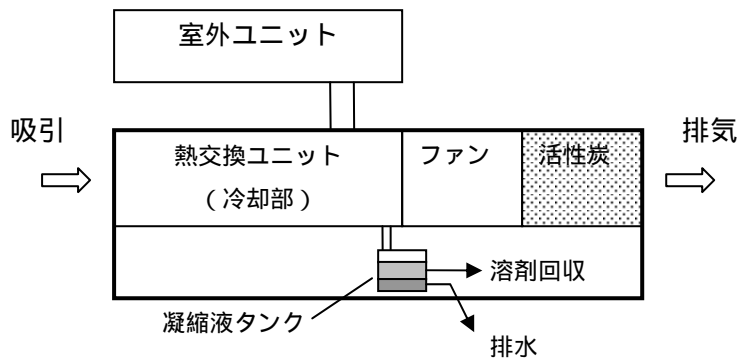 室外ユニット
吸引
熱交換ユニット
（冷却部）
ファン
活性炭
排気
溶剤回収
凝縮液タンク
排水